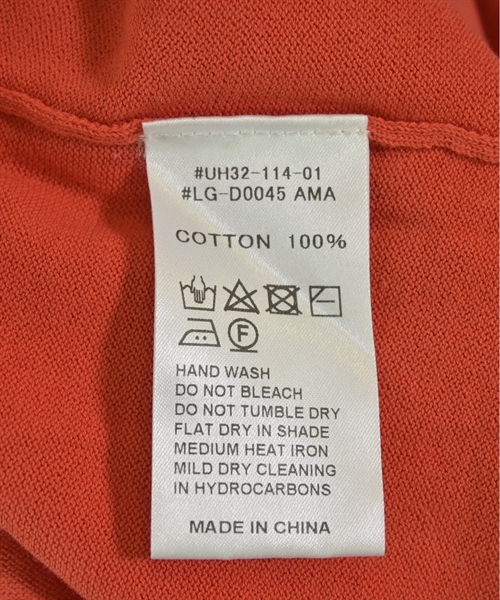 #UH32-114-01
#LG-D0045 AMA
COTTON 100%
F
HAND WASH
DO NOT BLEACH
DO NOT TUMBLE DRY
FLAT DRY IN SHADE
MEDIUM HEAT IRON
MILD DRY CLEANING
IN HYDROCARBONS
MADE IN CHINA